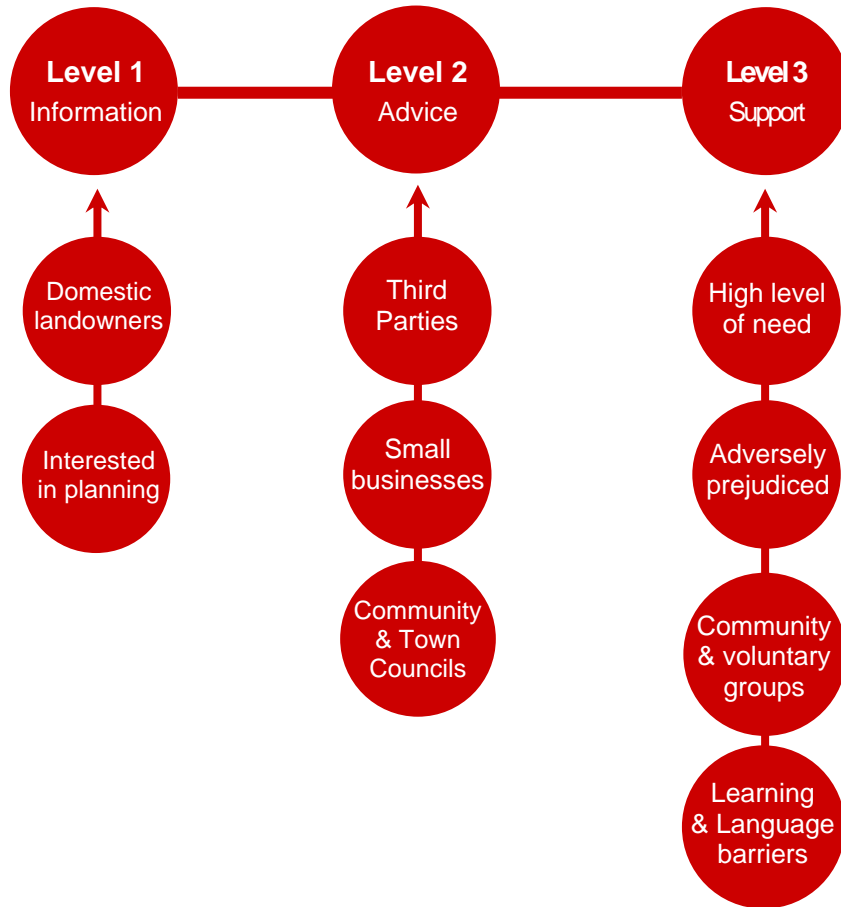 Level 1
Information
Level 2
Advice
Level 3
Support
Domestic
landowners
Interested
in planning
Third
Parties
Small
businesses
Community
& Town
Councils
High level
of need
Adversely
prejudiced
Community
& voluntary
groups
Learning
& Language
barriers